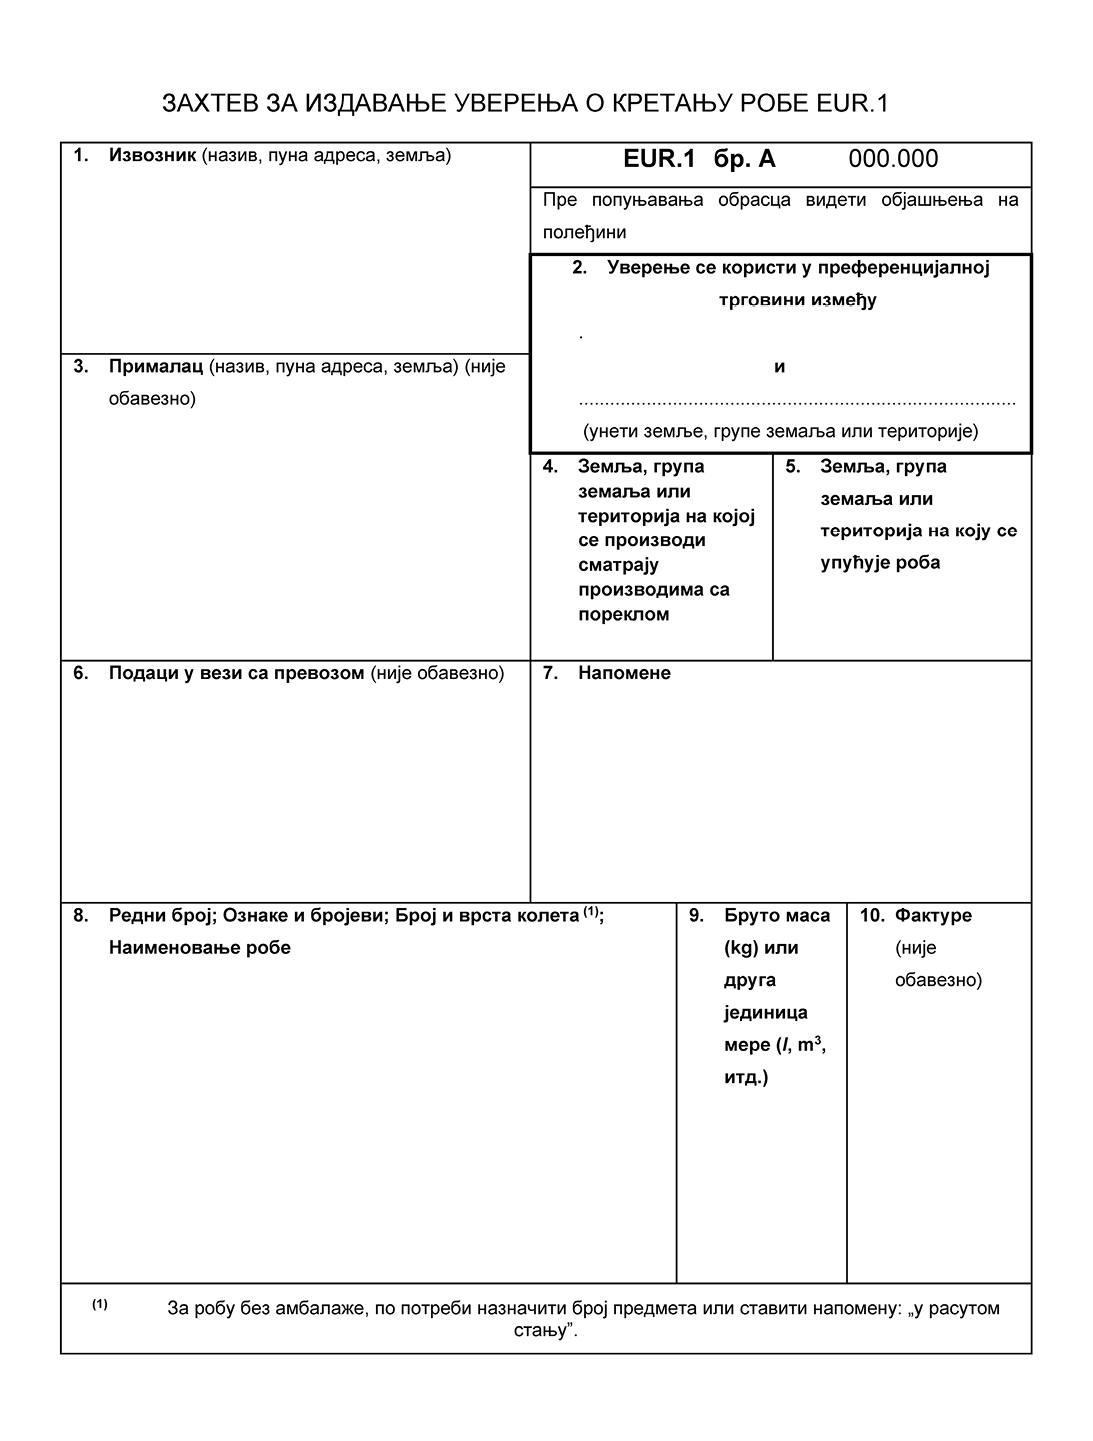 ЗАХТЕВ ЗА ИЗДАВАЊЕ УВЕРЕЊА О КРЕТАЊУ РОБЕ EUR.1
1. Извозник (назив, пуна адреса, земља)
EUR.1 бр. А 000.000
Пре попуњавања обрасца видети објашњења на
полеђини
2. Уверење се користи у преференцијалној
трговини између
.
и
......................................................................................
(унети земље, групе земаља или територије)
3. Прималац (назив, пуна адреса, земља) (није
обавезно)
4. Земља, група
земаља или
територија на којој
се производи
сматрају
производима са
пореклом
5. Земља, група
земаља или
територија на коју се
упућује роба
6. Подаци у вези са превозом (није обавезно)
7. Напомене
8. Редни број; Ознаке и бројеви; Број и врста колета (1);
Наименовање робе
9. Бруто маса
(kg) или
друга
јединица
мере (l, m³,
итд.)
10. Фактуре
(није
обавезно)
(1) За робу без амбалаже, по потреби назначити број предмета или ставити напомену: „у расутом
стању”.